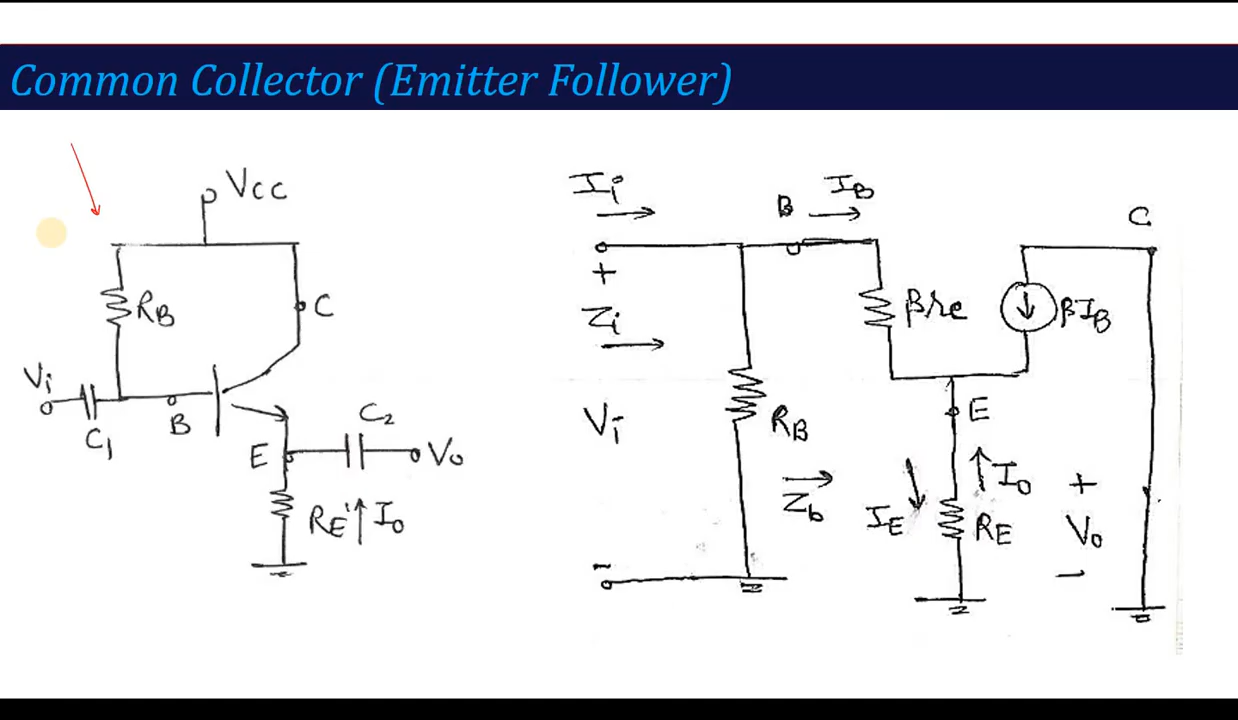 Common Collector (Emitter Follower)
Vcc
RB
C
Vi
C1
B
E
C2
Vo
RE
Io
Ii
B
IB
C
+
Zi
βre
βIB
Vi
RB
E
Zb
IE
Io
RE
+
Vo
-
-